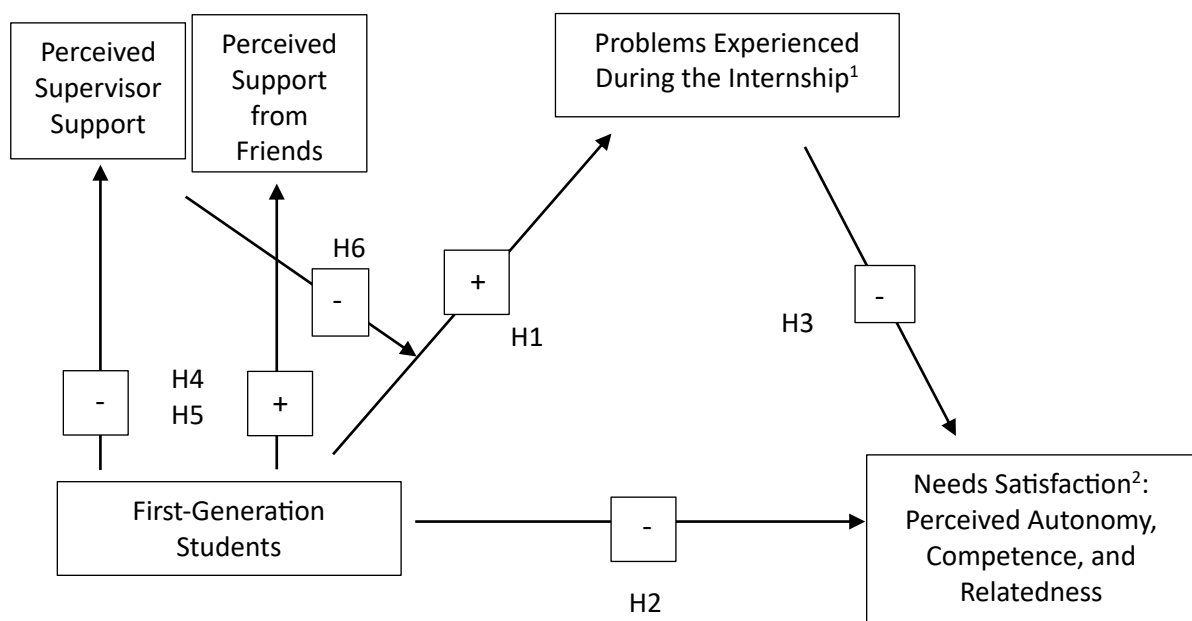 Perceived
Supervisor
Support
Perceived
Support
from
Friends
Problems Experienced
During the Internship¹
H6
-
+
H1
-
H3
-
H4
H5
+
First-Generation
Students
-
H2
Needs Satisfaction²:
Perceived Autonomy,
Competence, and
Relatedness